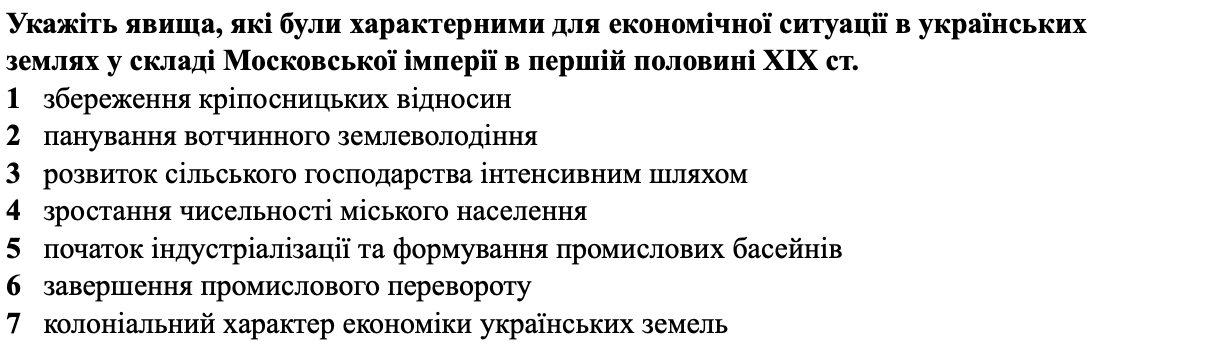 Укажіть явища, які були характерними для економічної ситуації в українських
землях у складі Московської імперії в першій половині XIX ст.
1 збереження кріпосницьких відносин
2 панування вотчинного землеволодіння
3 розвиток сільського господарства інтенсивним шляхом
4 зростання чисельності міського населення
5 початок індустріалізації та формування промислових басейнів
6 завершення промислового перевороту
7 колоніальний характер економіки українських земель